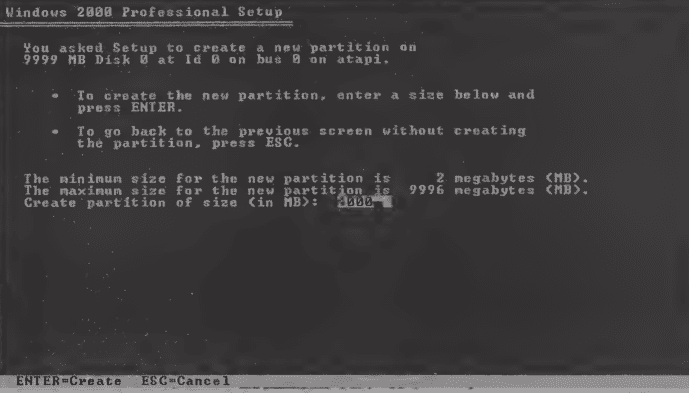 Windows 2000 Professional Setup
You asked Setup to create a new partition on
9999 MB Disk 0 at Id 0 on bus 0 on atapi.
• To create the new partition, enter a size below and
press ENTER.
• To go back to the previous screen without creating
the partition, press ESC.
The minimum size for the new partition is 2 megabytes (MB).
The maximum size for the new partition is 9996 megabytes (MB).
Create partition of size (in MB):
ENTER=Create ESC=Cancel